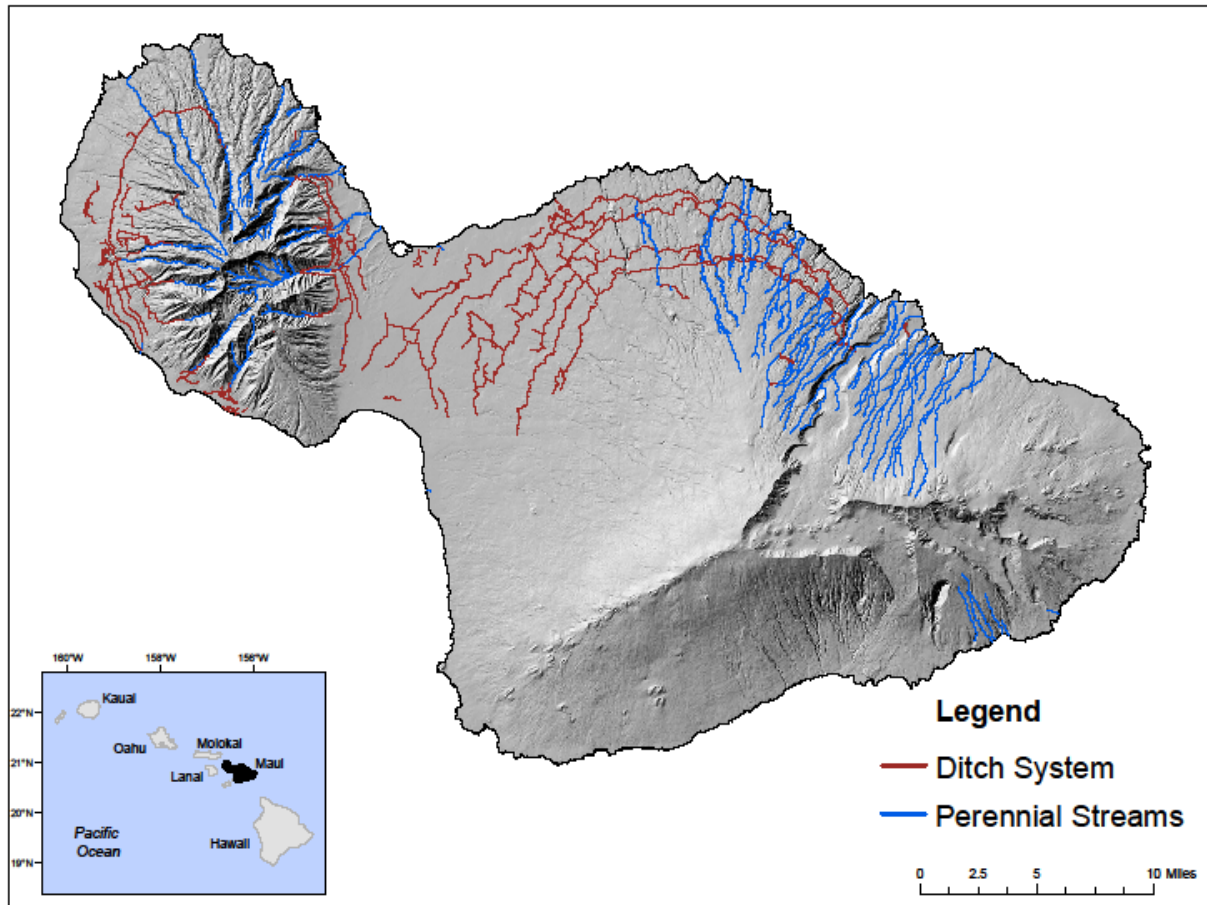 160°W 158°W 156°W
22°N
21°N
20°N
19°N
Kauai
Oahu
Molokai
Lanai
Maui
Hawaii
Pacific
Ocean
Legend
Ditch System
Perennial Streams
0 2.5 5 10 Miles